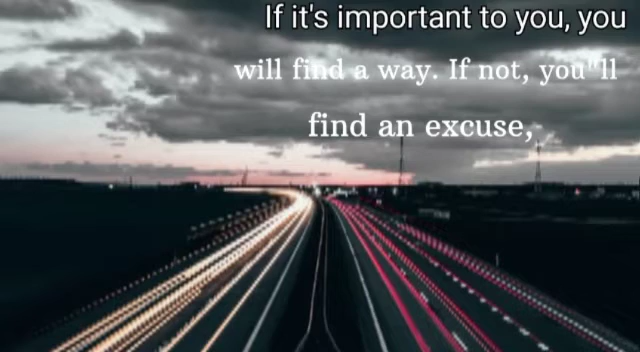 If it's important to you, you
will find a way. If not, you"ll
find an excuse,